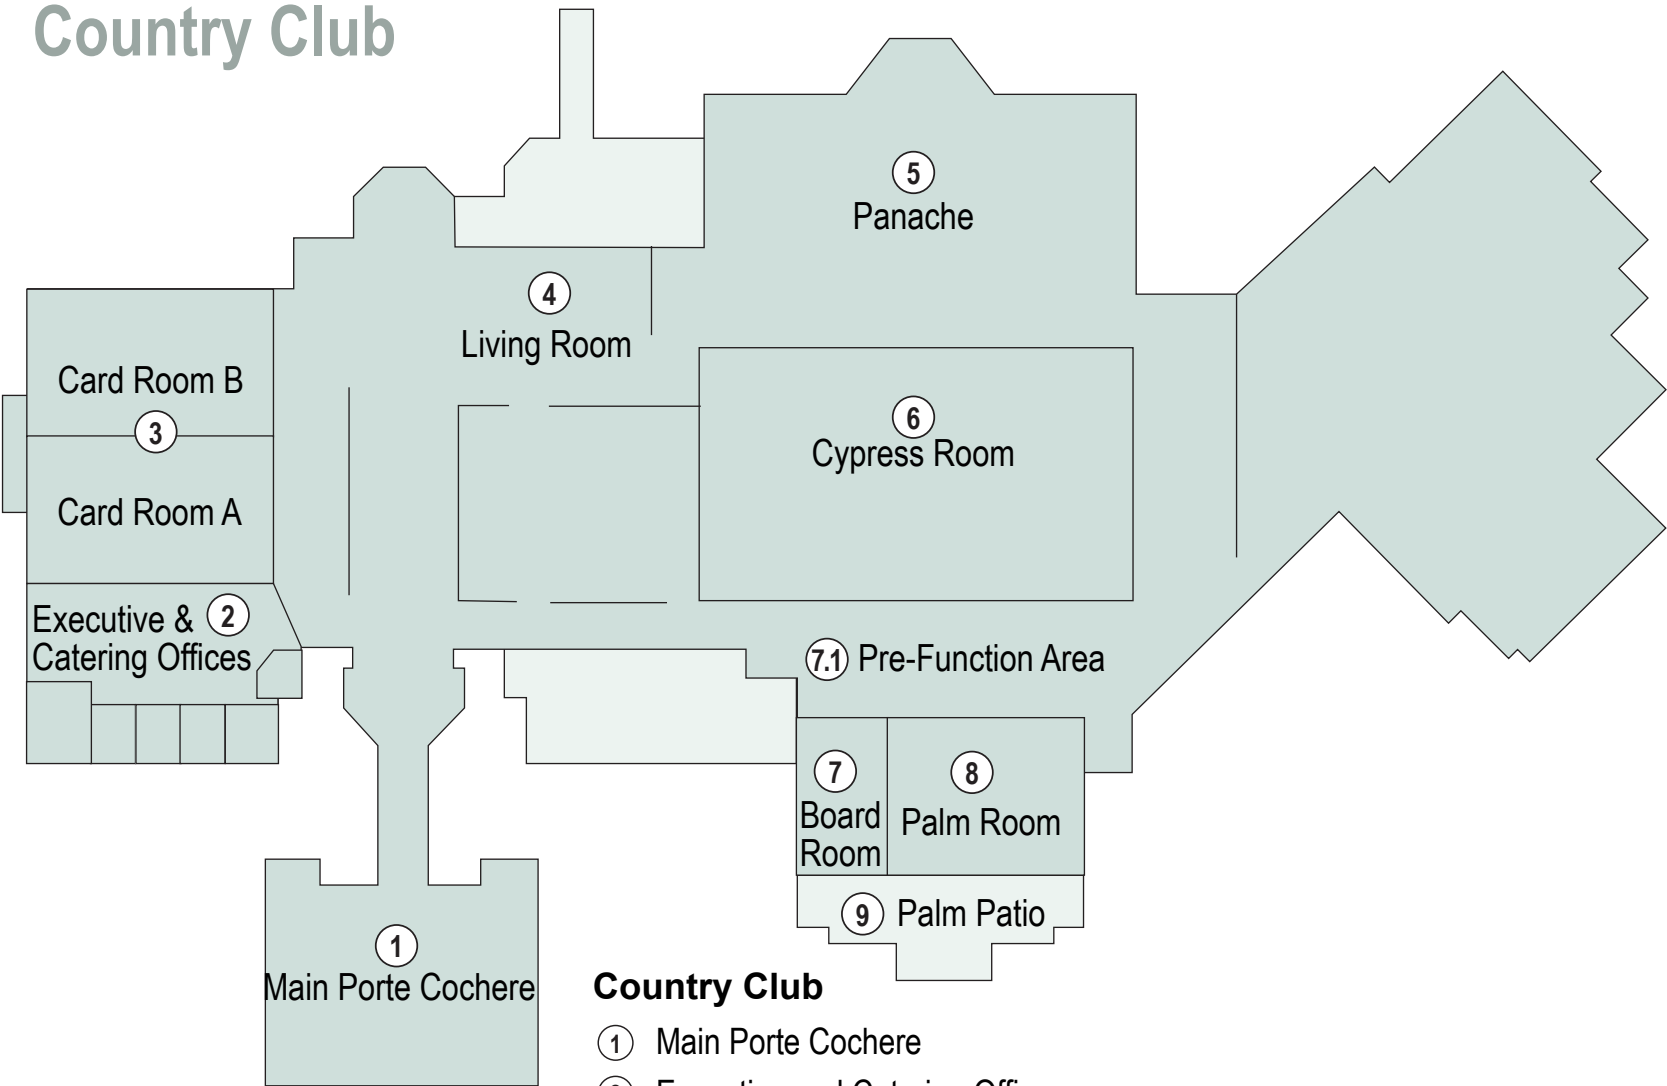 Country Club
5
Panache
4
Living Room
Card Room B
3
6
Cypress Room
Card Room A
Executive & 2
Catering Offices
7.1 Pre-Function Area
7
Board
Room
8
Palm Room
9 Palm Patio
1
Main Porte Cochere
Country Club
1 Main Porte Cochere